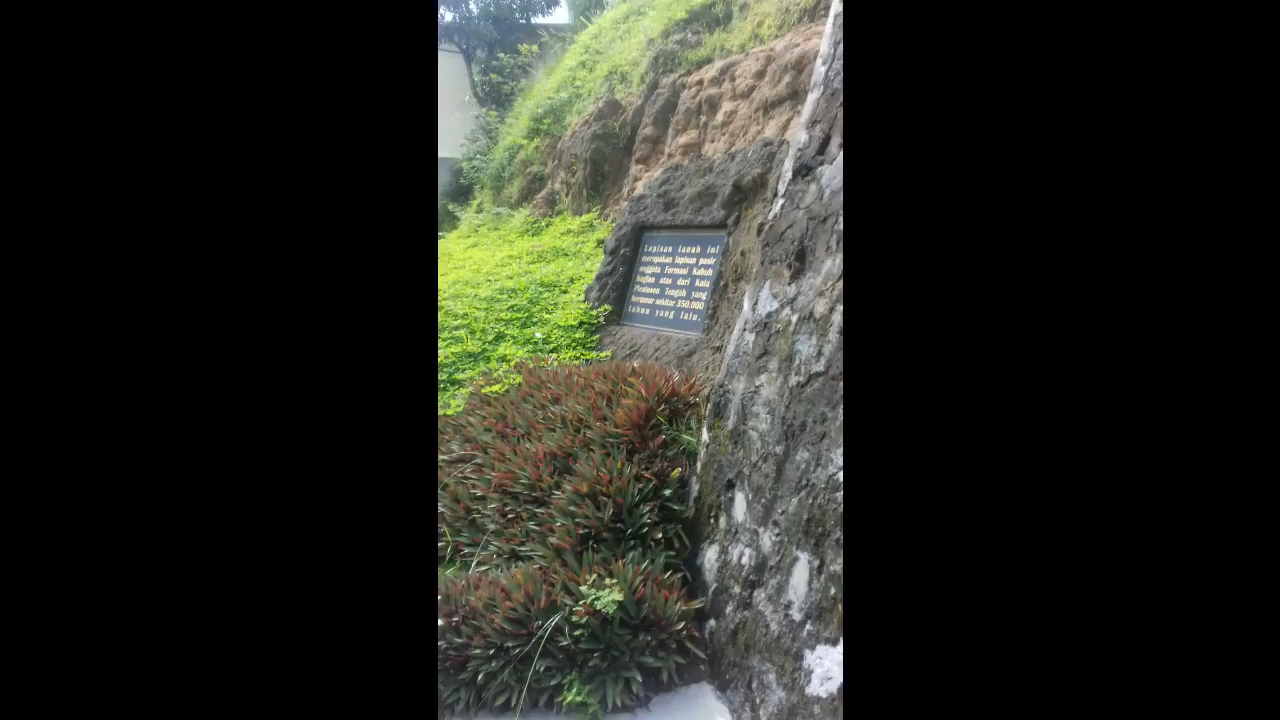 Lapisan tanah ini
merupakan lapisan pasir
anggota Formasi Kabuh
bagian atas dari Kala
Plestosen Tengah yang
berumur sekitar 350.000
tahun yang lalu.